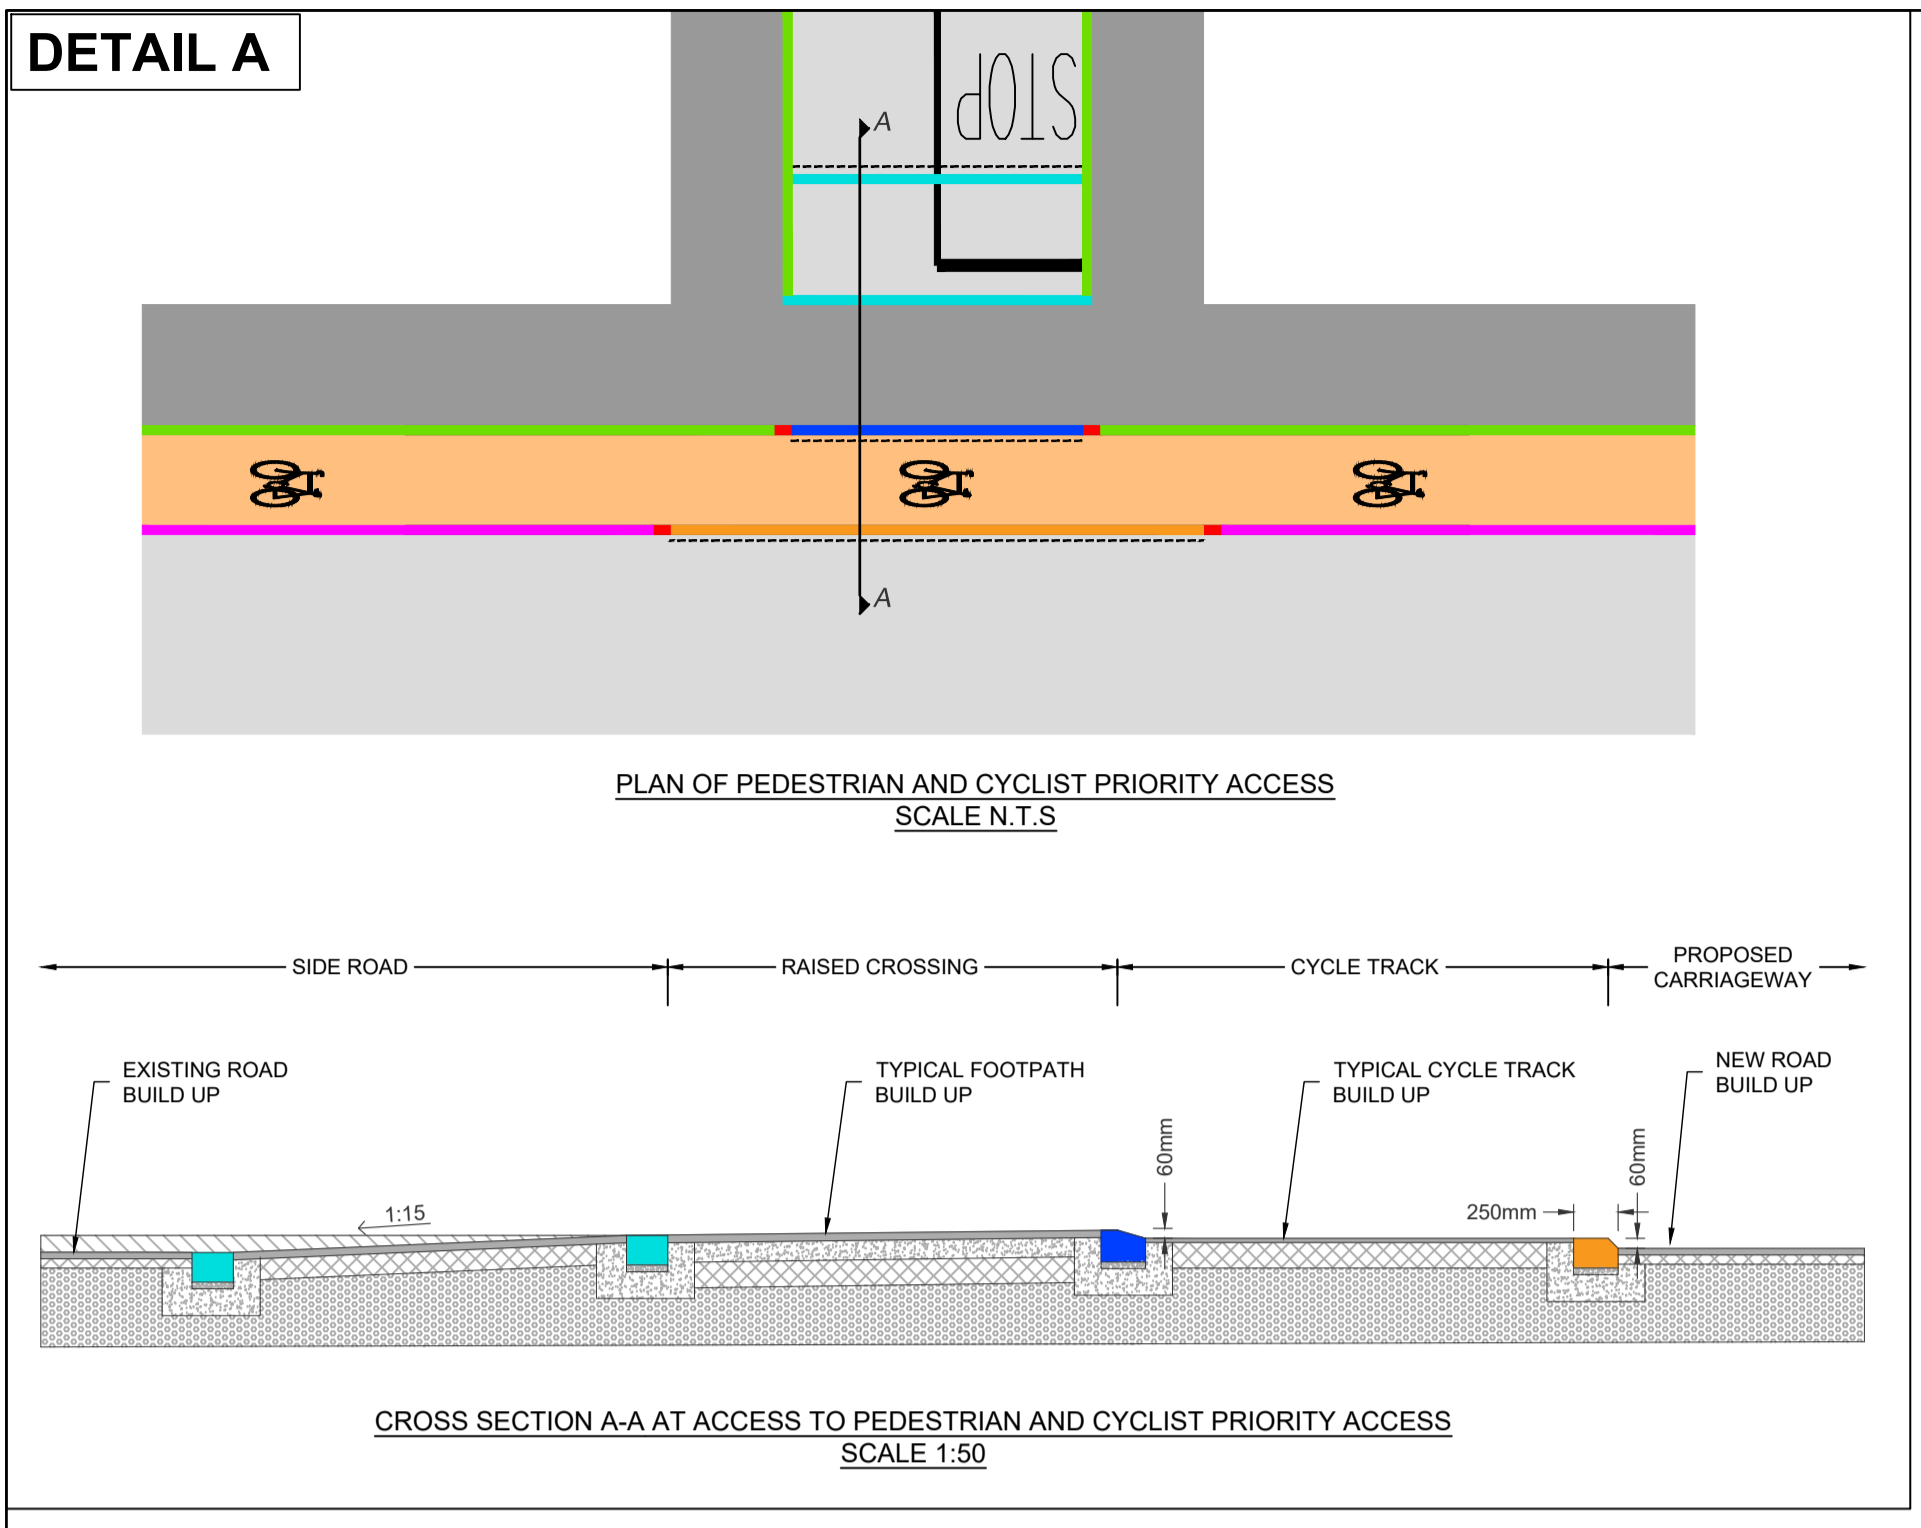 DETAIL A
STOP
A
A
PLAN OF PEDESTRIAN AND CYCLIST PRIORITY ACCESS
SCALE N.T.S
SIDE ROAD
RAISED CROSSING
CYCLE TRACK
PROPOSED
CARRIAGEWAY
EXISTING ROAD
BUILD UP
TYPICAL FOOTPATH
BUILD UP
TYPICAL CYCLE TRACK
BUILD UP
NEW ROAD
BUILD UP
1:15
60mm
250mm
60mm
CROSS SECTION A-A AT ACCESS TO PEDESTRIAN AND CYCLIST PRIORITY ACCESS
SCALE 1:50